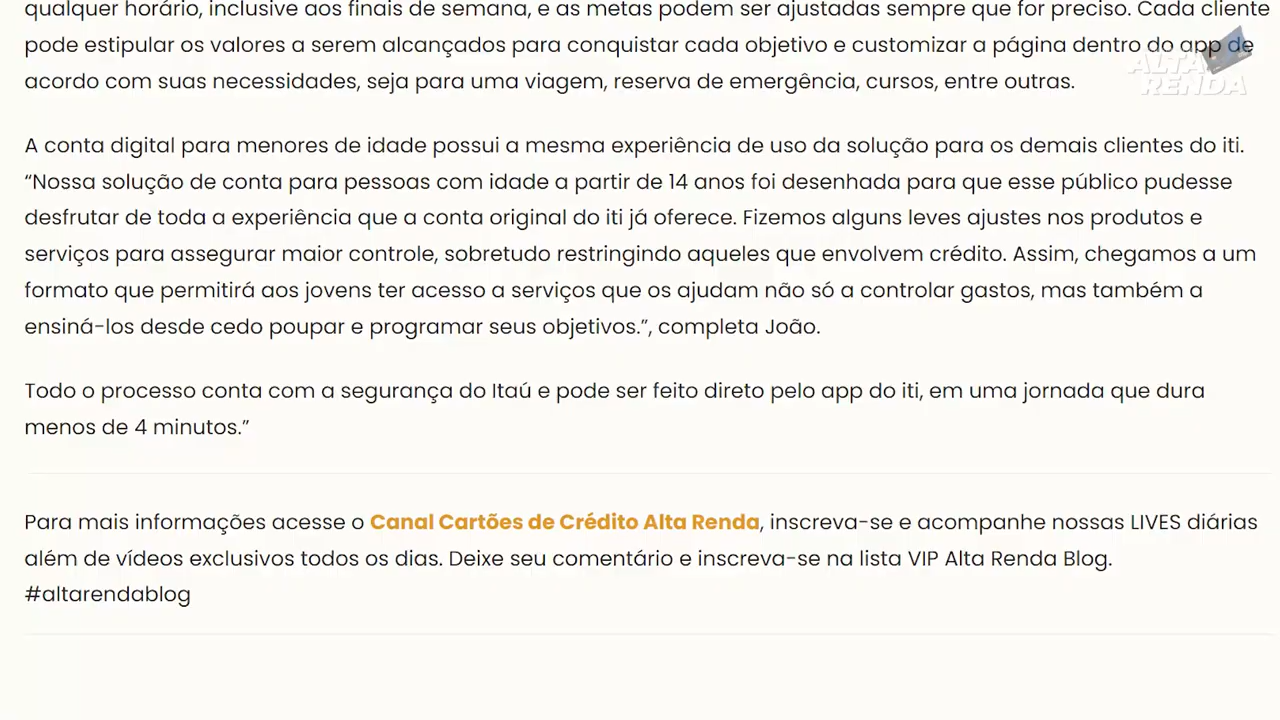 qualquer horário, inclusive aos finais de semana, e as metas podem ser ajustadas sempre que for preciso. Cada cliente
pode estipular os valores a serem alcançados para conquistar cada objetivo e customizar a página dentro do app de
acordo com suas necessidades, seja para uma viagem, reserva de emergência, cursos, entre outras.
ALTA
RENDA
A conta digital para menores de idade possui a mesma experiência de uso da solução para os demais clientes do iti.
“Nossa solução de conta para pessoas com idade a partir de 14 anos foi desenhada para que esse público pudesse
desfrutar de toda a experiência que a conta original do iti já oferece. Fizemos alguns leves ajustes nos produtos e
serviços para assegurar maior controle, sobretudo restringindo aqueles que envolvem crédito. Assim, chegamos a um
formato que permitirá aos jovens ter acesso a serviços que os ajudam não só a controlar gastos, mas também a
ensiná-los desde cedo poupar e programar seus objetivos.”, completa João.
Todo o processo conta com a segurança do Itaú e pode ser feito direto pelo app do iti, em uma jornada que dura
menos de 4 minutos.”
Para mais informações acesse o Canal Cartões de Crédito Alta Renda, inscreva-se e acompanhe nossas LIVES diárias
além de vídeos exclusivos todos os dias. Deixe seu comentário e inscreva-se na lista VIP Alta Renda Blog.
#altarendablog